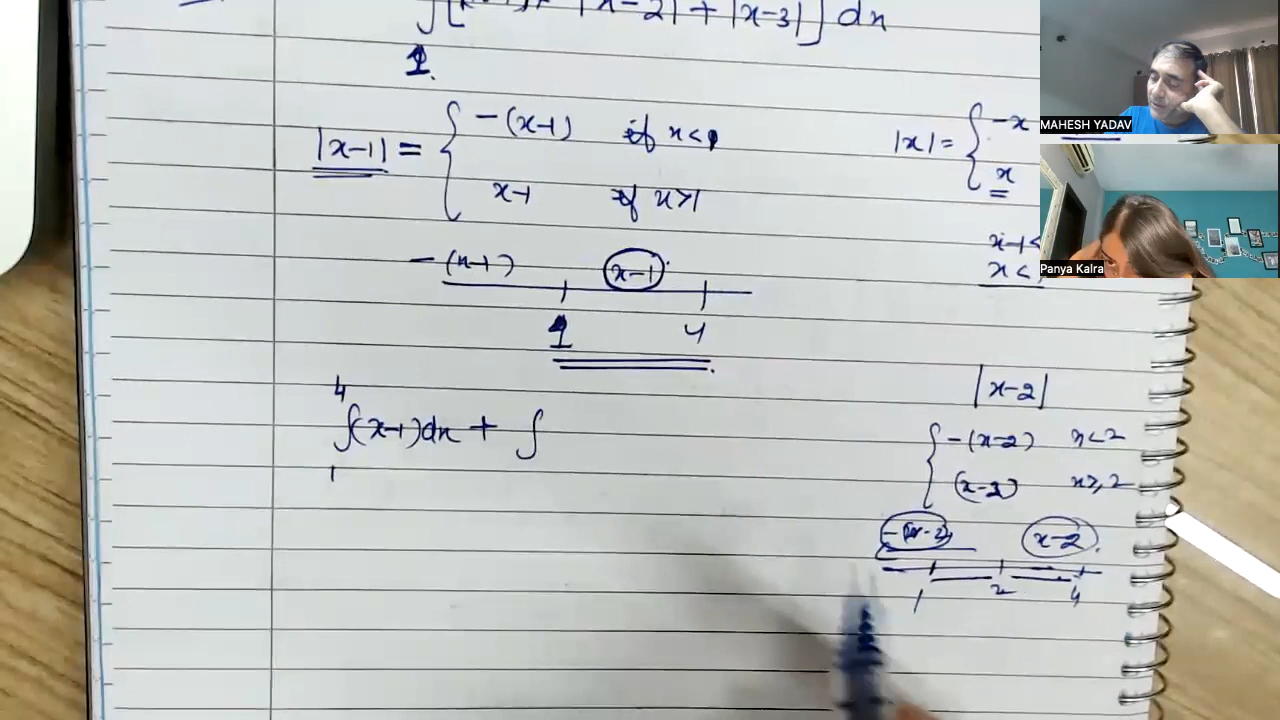 |x-2| + |x-3| ] dx
1
|x-1| = { -(x-1) if x<1
x-1 if x>1
|x| = { -x
x
x-1<
x<
-(x-1) x-1
1 4
4
∫(x-1)dx + ∫
1
|x-2|
{ -(x-2) x<2
(x-2) x≥2
-(x-2) x-2
1 2 4
MAHESH YADAV
Panya Kalra